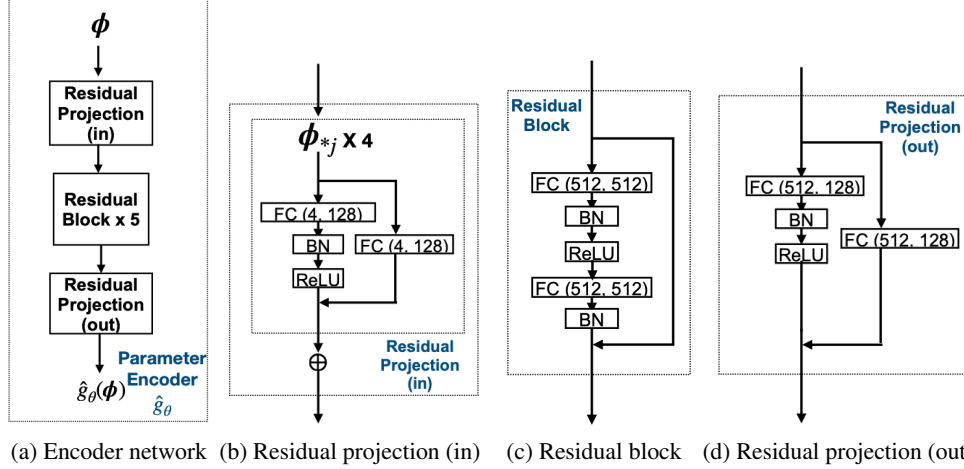 ϕ
Residual
Projection
(in)
Residual
Block x 5
Residual
Projection
(out)
Parameter
Encoder
ĝθ(ϕ)
ĝθ
ϕ*j X 4
FC (4, 128)
BN
FC (4, 128)
ReLU
Residual
Projection
(in)
⊕
Residual
Block
FC (512, 512)
BN
ReLU
FC (512, 512)
BN
Residual
Projection
(out)
FC (512, 128)
BN
FC (512, 128)
ReLU
(a) Encoder network (b) Residual projection (in) (c) Residual block (d) Residual projection (out